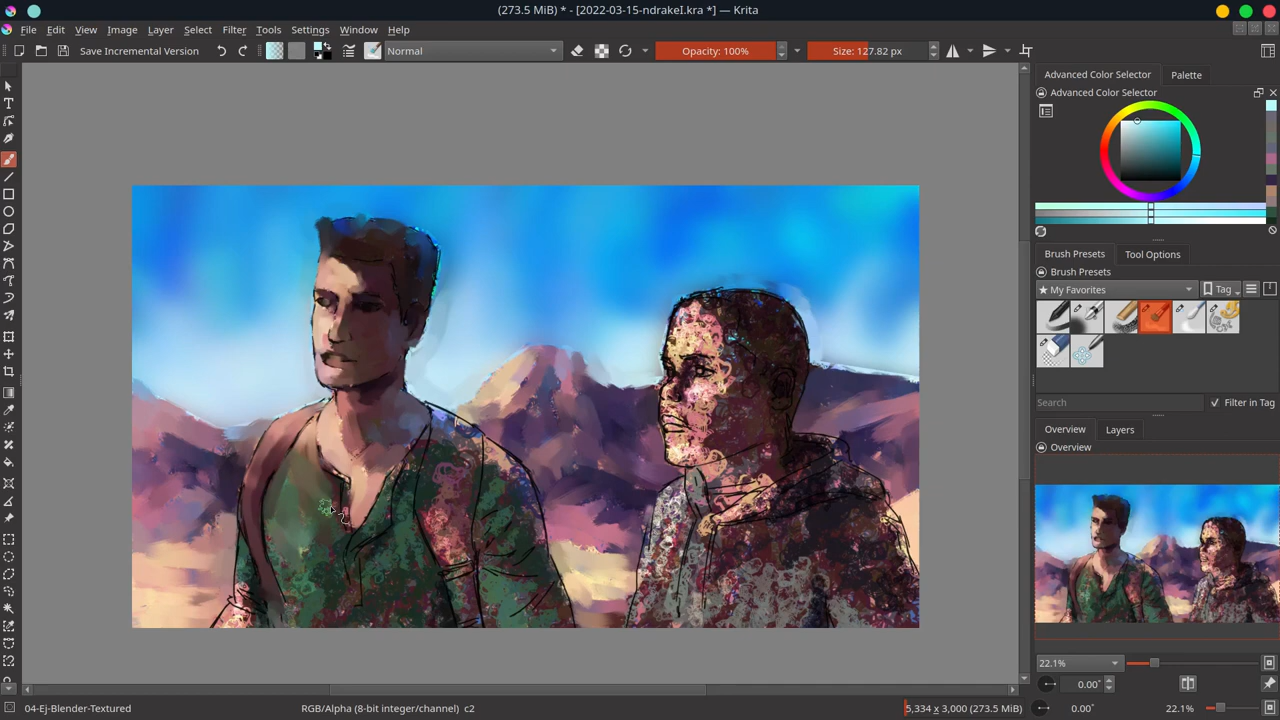 (273.5 MiB) * - [2022-03-15-ndrakeI.kra *] — Krita
File Edit View Image Layer Select Filter Tools Settings Window Help
Save Incremental Version Normal Opacity: 100% Size: 127.82 px
Advanced Color Selector Palette
Advanced Color Selector
Brush Presets Tool Options
Brush Presets
★ My Favorites Tag
Search Filter in Tag
Overview Layers
Overview
22.1%
0.00°
04-Ej-Blender-Textured RGB/Alpha (8-bit integer/channel) c2 5,334 x 3,000 (273.5 MiB) 0.00° 22.1%